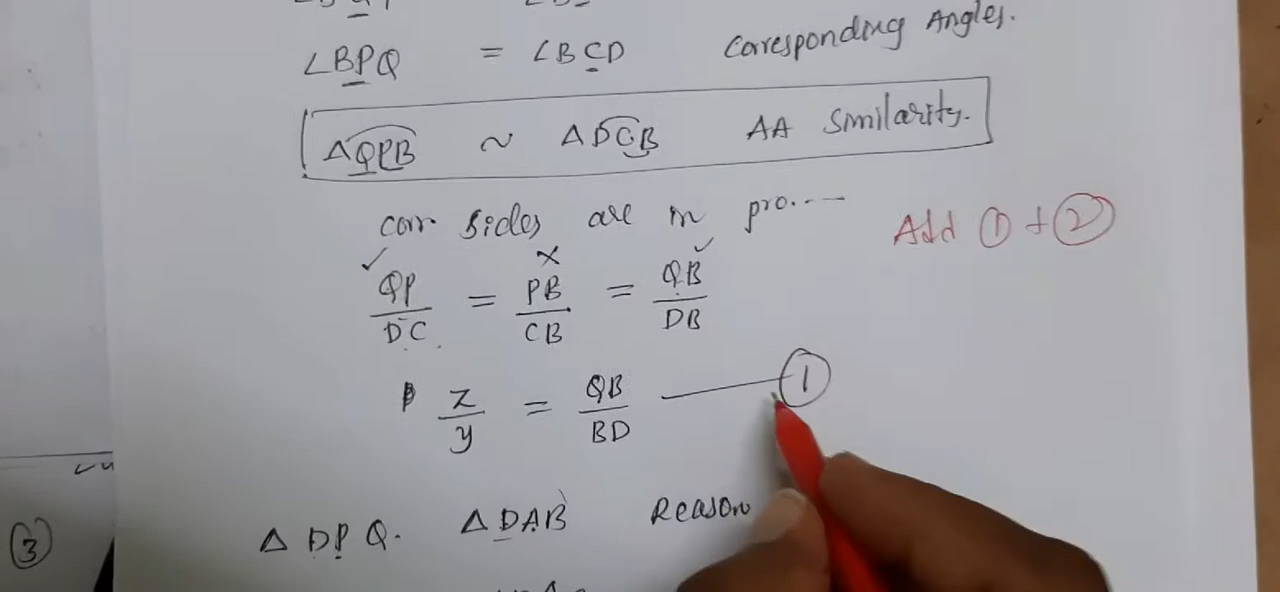 ∠BPQ = ∠BCD Corresponding Angles.
△QPB ~ △DCB AA Similarity.
corr sides are in pro....
Add ① + ②
QP/DC = PB/CB = QB/DB
z/y = QB/BD ①
△DPQ. △DAB Reason
③